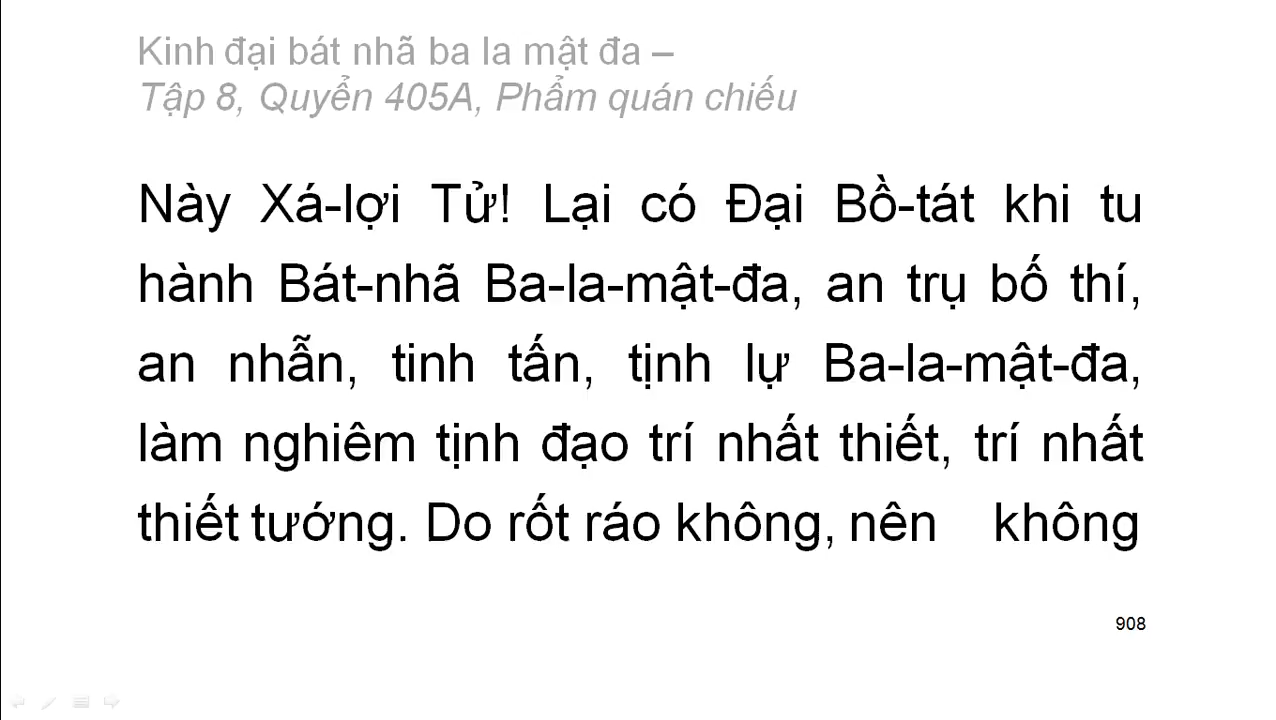 Kinh đại bát nhã ba la mật đa –
Tập 8, Quyển 405A, Phẩm quán chiếu
Này Xá-lợi Tử! Lại có Đại Bồ-tát khi tu
hành Bát-nhã Ba-la-mật-đa, an trụ bố thí,
an nhẫn, tinh tấn, tịnh lự Ba-la-mật-đa,
làm nghiêm tịnh đạo trí nhất thiết, trí nhất
thiết tướng. Do rốt ráo không, nên không
908